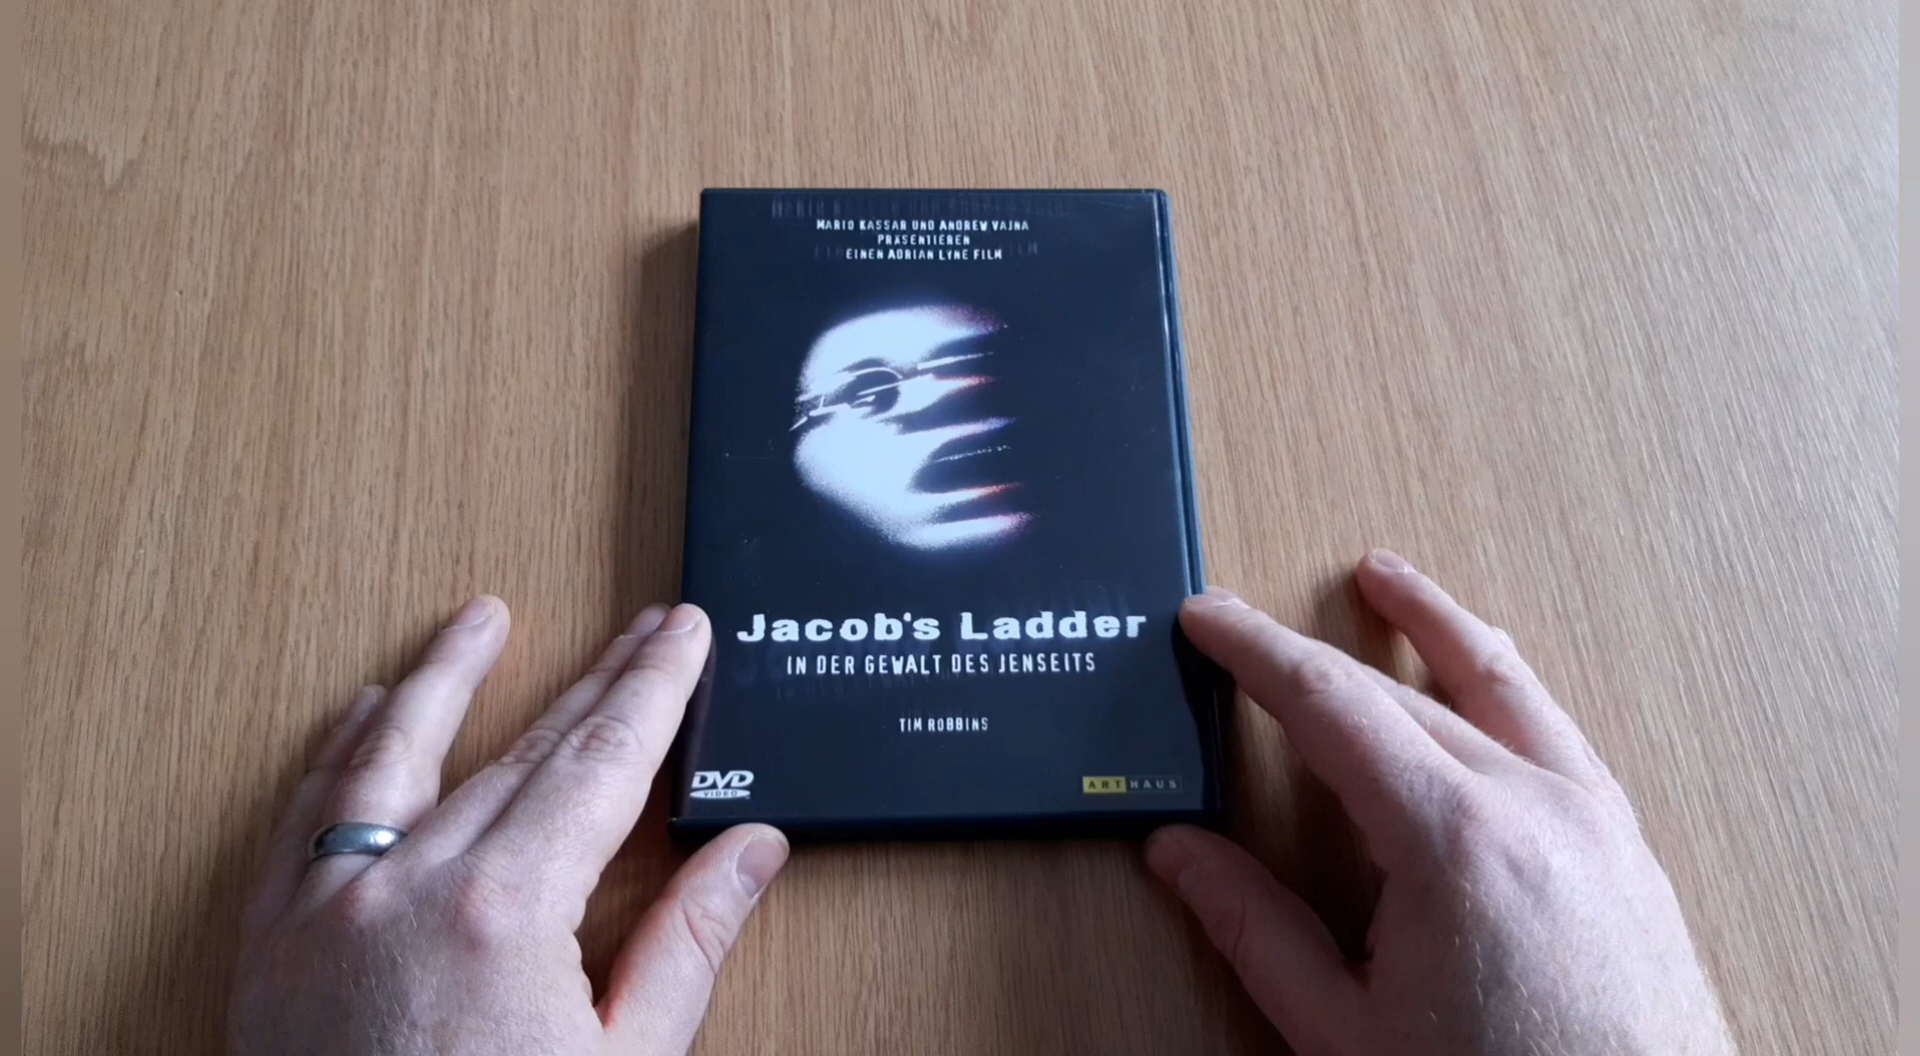 MARIO KASSAR UND ANDREW VAJNA
PRÄSENTIEREN
EINEN ADRIAN LYNE FILM
Jacob's Ladder
IN DER GEWALT DES JENSEITS
TIM ROBBINS
DVD
VIDEO
ARTHAUS